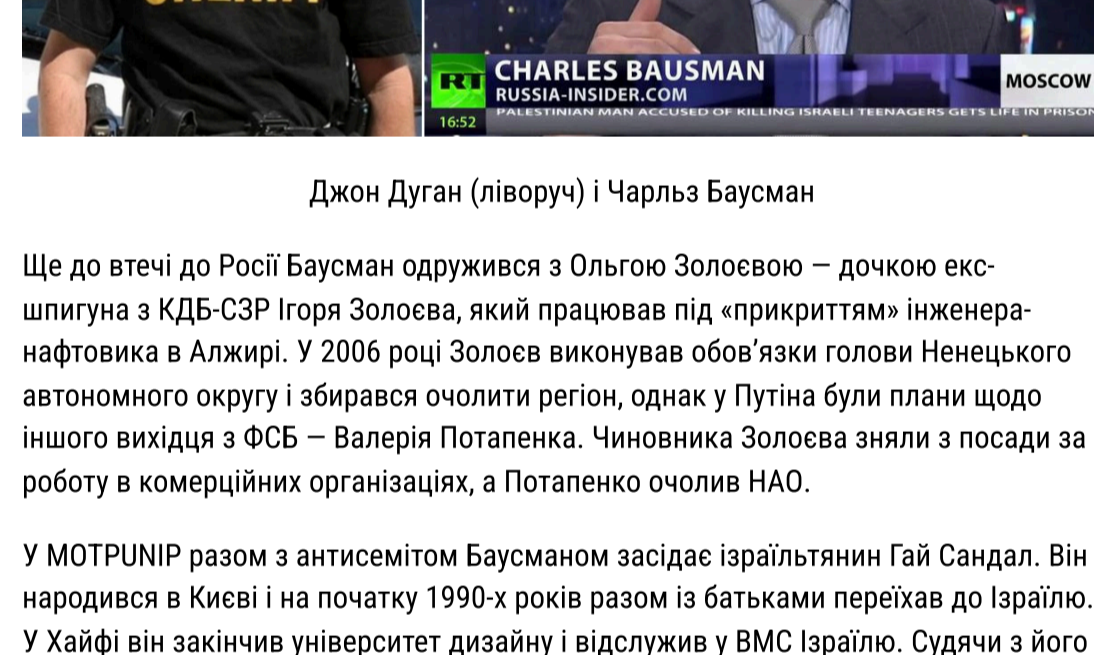 RT
CHARLES BAUSMAN
RUSSIA-INSIDER.COM
MOSCOW
16:52
PALESTINIAN MAN ACCUSED OF KILLING ISRAELI TEENAGERS GETS LIFE IN PRISON
Джон Дуган (ліворуч) і Чарльз Баусман
Ще до втечі до Росії Баусман одружився з Ольгою Золоєвою — дочкою екс-
шпигуна з КДБ-СЗР Ігоря Золоєва, який працював під «прикриттям» інженера-
нафтовика в Алжирі. У 2006 році Золоєв виконував обов’язки голови Ненецького
автономного округу і збирався очолити регіон, однак у Путіна були плани щодо
іншого вихідця з ФСБ — Валерія Потапенка. Чиновника Золоєва зняли з посади за
роботу в комерційних організаціях, а Потапенко очолив НАО.
У MOTPUNIP разом з антисемітом Баусманом засідає ізраїльтянин Гай Сандал. Він
народився в Києві і на початку 1990-х років разом із батьками переїхав до Ізраїлю.
У Хайфі він закінчив університет дизайну і відслужив у ВМС Ізраїлю. Судячи з його